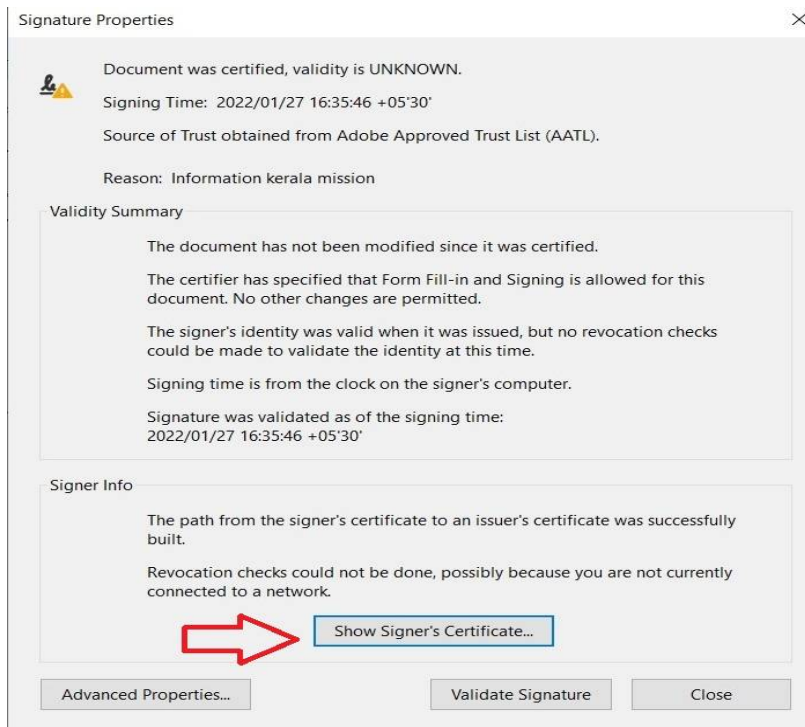 Signature Properties
Document was certified, validity is UNKNOWN.
Signing Time: 2022/01/27 16:35:46 +05'30'
Source of Trust obtained from Adobe Approved Trust List (AATL).
Reason: Information kerala mission
Validity Summary
The document has not been modified since it was certified.
The certifier has specified that Form Fill-in and Signing is allowed for this
document. No other changes are permitted.
The signer's identity was valid when it was issued, but no revocation checks
could be made to validate the identity at this time.
Signing time is from the clock on the signer's computer.
Signature was validated as of the signing time:
2022/01/27 16:35:46 +05'30'
Signer Info
The path from the signer's certificate to an issuer's certificate was successfully
built.
Revocation checks could not be done, possibly because you are not currently
connected to a network.
Show Signer's Certificate...
Advanced Properties...
Validate Signature
Close